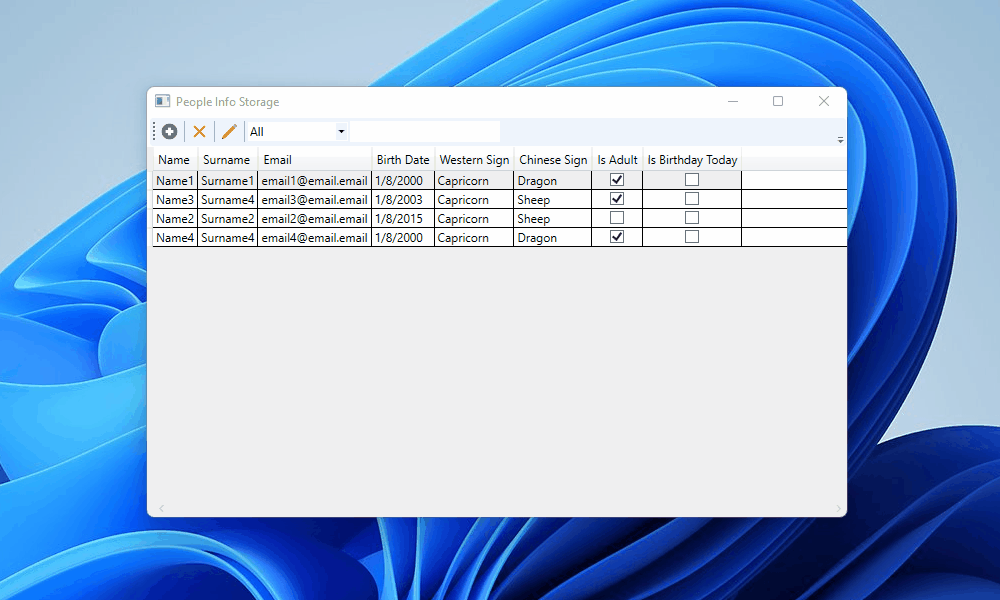 People Info Storage
All
Name Surname Email Birth Date Western Sign Chinese Sign Is Adult Is Birthday Today
Name1 Surname1 email1@email.email 1/8/2000 Capricorn Dragon
Name3 Surname4 email3@email.email 1/8/2003 Capricorn Sheep
Name2 Surname2 email2@email.email 1/8/2015 Capricorn Sheep
Name4 Surname4 email4@email.email 1/8/2000 Capricorn Dragon